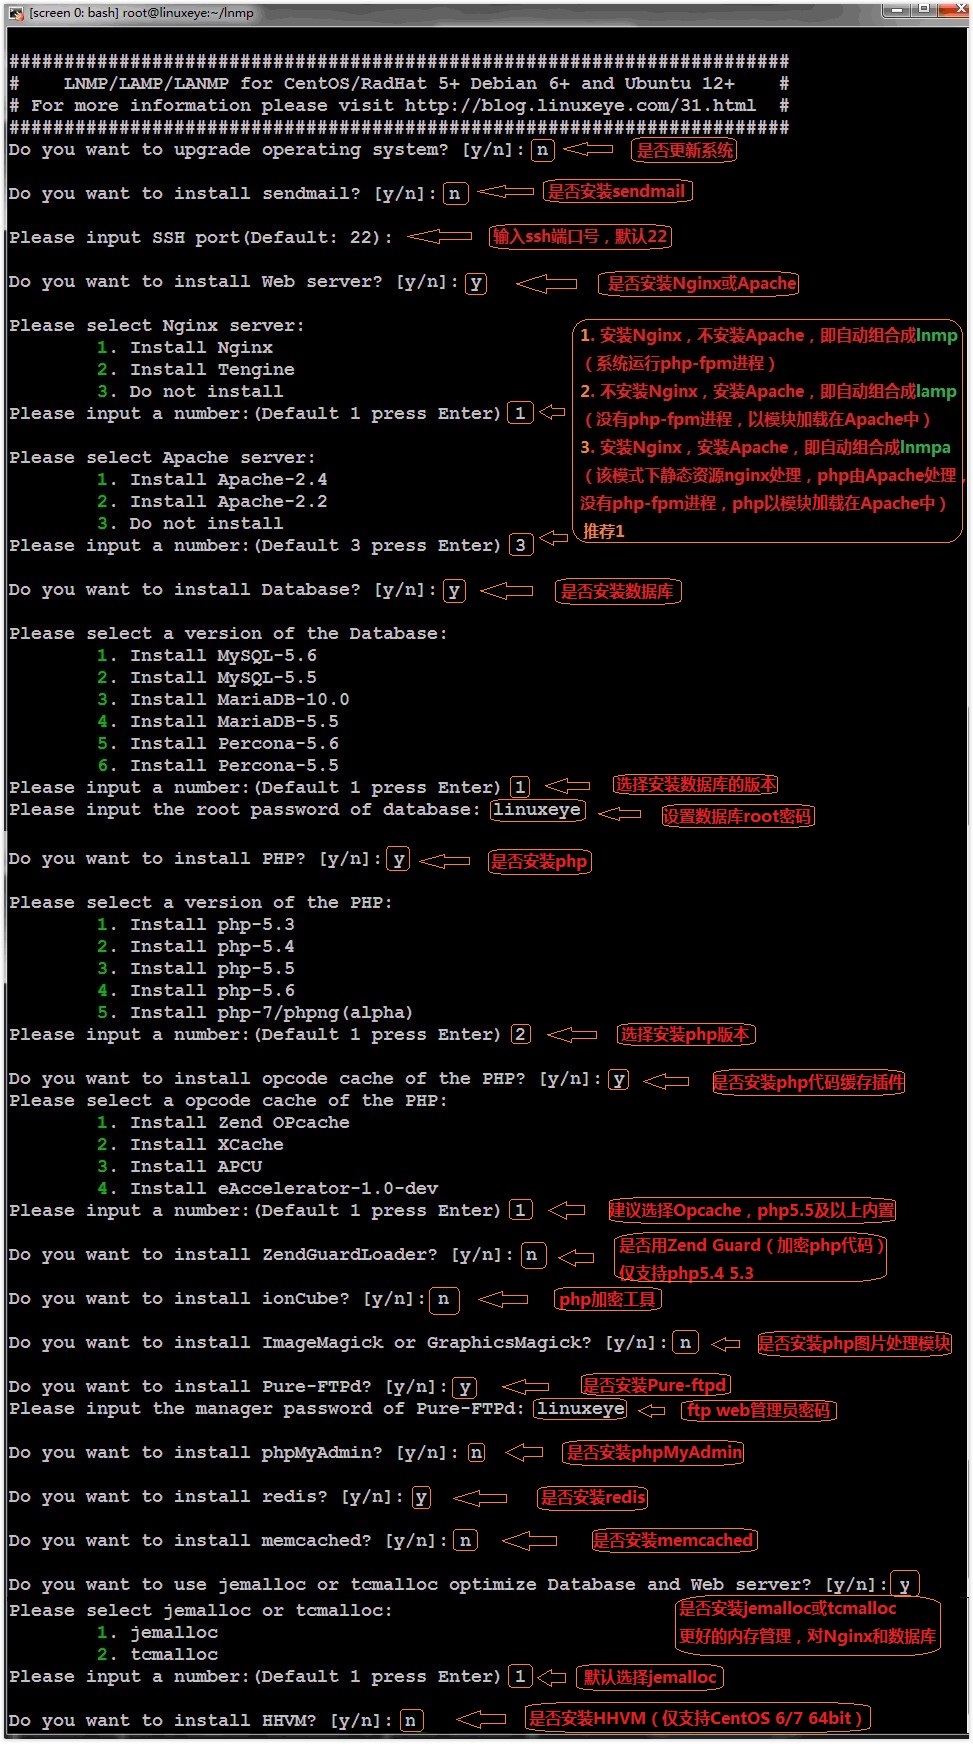 [screen 0: bash] root@linuxeye:~/lnmp
#######################################################################
# LNMP/LAMP/LANMP for CentOS/RadHat 5+ Debian 6+ and Ubuntu 12+ #
# For more information please visit http://blog.linuxeye.com/31.html #
#######################################################################
Do you want to upgrade operating system? [y/n]: n 是否更新系统
Do you want to install sendmail? [y/n]: n 是否安装sendmail
Please input SSH port(Default: 22): 输入ssh端口号，默认22
Do you want to install Web server? [y/n]: y 是否安装Nginx或Apache
Please select Nginx server:
1. Install Nginx
2. Install Tengine
3. Do not install
Please input a number:(Default 1 press Enter) 1
1. 安装Nginx，不安装Apache，即自动组合成lnmp
（系统运行php-fpm进程）
2. 不安装Nginx，安装Apache，即自动组合成lamp
（没有php-fpm进程，以模块加载在Apache中）
3. 安装Nginx，安装Apache，即自动组合成lnmpa
（该模式下静态资源nginx处理，php由Apache处理，
没有php-fpm进程，php以模块加载在Apache中）
推荐1
Please select Apache server:
1. Install Apache-2.4
2. Install Apache-2.2
3. Do not install
Please input a number:(Default 3 press Enter) 3
Do you want to install Database? [y/n]: y 是否安装数据库
Please select a version of the Database:
1. Install MySQL-5.6
2. Install MySQL-5.5
3. Install MariaDB-10.0
4. Install MariaDB-5.5
5. Install Percona-5.6
6. Install Percona-5.5
Please input a number:(Default 1 press Enter) 1 选择安装数据库的版本
Please input the root password of database: linuxeye 设置数据库root密码
Do you want to install PHP? [y/n]: y 是否安装php
Please select a version of the PHP:
1. Install php-5.3
2. Install php-5.4
3. Install php-5.5
4. Install php-5.6
5. Install php-7/phpng(alpha)
Please input a number:(Default 1 press Enter) 2 选择安装php版本
Do you want to install opcode cache of the PHP? [y/n]: y 是否安装php代码缓存插件
Please select a opcode cache of the PHP:
1. Install Zend OPcache
2. Install XCache
3. Install APCU
4. Install eAccelerator-1.0-dev
Please input a number:(Default 1 press Enter) 1 建议选择Opcache，php5.5及以上内置
Do you want to install ZendGuardLoader? [y/n]: n 是否用Zend Guard（加密php代码）
仅支持php5.4 5.3
Do you want to install ionCube? [y/n]: n php加密工具
Do you want to install ImageMagick or GraphicsMagick? [y/n]: n 是否安装php图片处理模块
Do you want to install Pure-FTPd? [y/n]: y 是否安装Pure-ftpd
Please input the manager password of Pure-FTPd: linuxeye ftp web管理员密码
Do you want to install phpMyAdmin? [y/n]: n 是否安装phpMyAdmin
Do you want to install redis? [y/n]: y 是否安装redis
Do you want to install memcached? [y/n]: n 是否安装memcached
Do you want to use jemalloc or tcmalloc optimize Database and Web server? [y/n]: y
Please select jemalloc or tcmalloc: 是否安装jemalloc或tcmalloc
1. jemalloc 更好的内存管理，对Nginx和数据库
2. tcmalloc
Please input a number:(Default 1 press Enter) 1 默认选择jemalloc
Do you want to install HHVM? [y/n]: n 是否安装HHVM（仅支持CentOS 6/7 64bit）